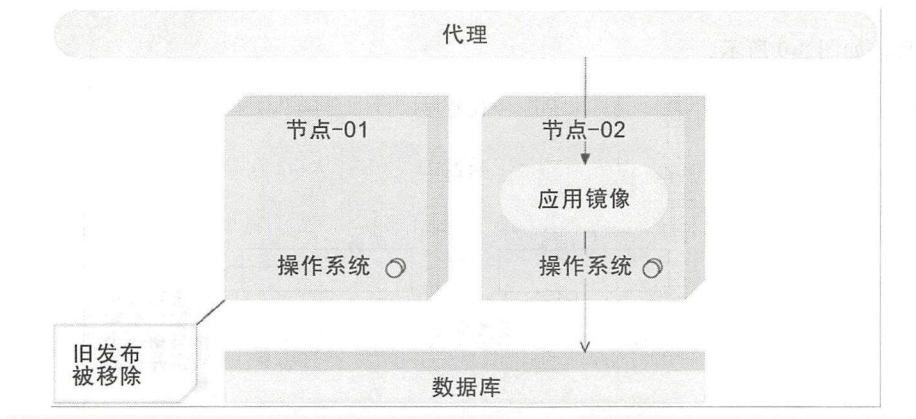 代理
节点-01
节点-02
应用镜像
操作系统
操作系统
旧发布
被移除
数据库